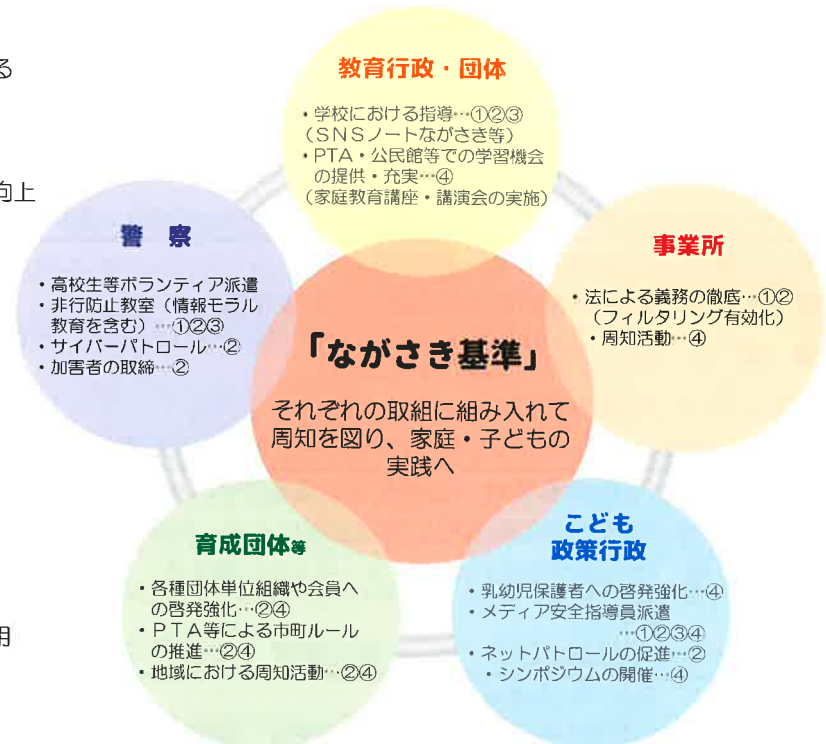 る
向上
用
教育行政・団体
・学校における指導…①②③
(SNSノートながさき等)
・PTA・公民館等での学習機会
の提供・充実…④
(家庭教育講座・講演会の実施)
警 察
・高校生等ボランティア派遣
・非行防止教室(情報モラル
教育を含む)…①②③
・サイバーパトロール…②
・加害者の取締…②
事業所
・法による義務の徹底…①②
(フィルタリング有効化)
・周知活動…④
「ながさき基準」
それぞれの取組に組み入れて
周知を図り、家庭・子どもの
実践へ
育成団体等
・各種団体単位組織や会員へ
の啓発強化…②④
・PTA等による市町ルール
の推進…②④
・地域における周知活動…②④
こども
政策行政
・乳幼児保護者への啓発強化…④
・メディア安全指導員派遣
…①②③④
・ネットパトロールの促進…②
・シンポジウムの開催…④